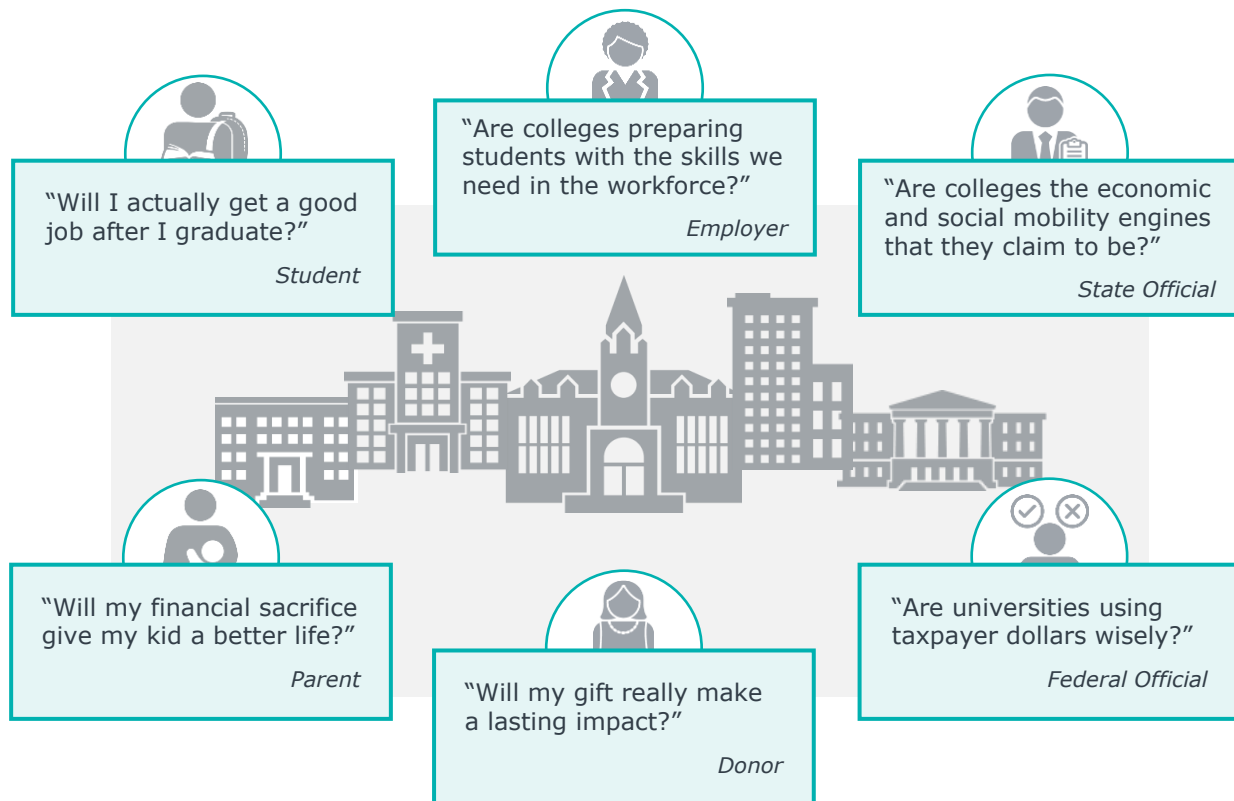 “Will I actually get a good
job after I graduate?”
Student
“Are colleges preparing
students with the skills we
need in the workforce?”
Employer
“Are colleges the economic
and social mobility engines
that they claim to be?”
State Official
“Will my financial sacrifice
give my kid a better life?”
Parent
“Will my gift really make
a lasting impact?”
Donor
“Are universities using
taxpayer dollars wisely?”
Federal Official